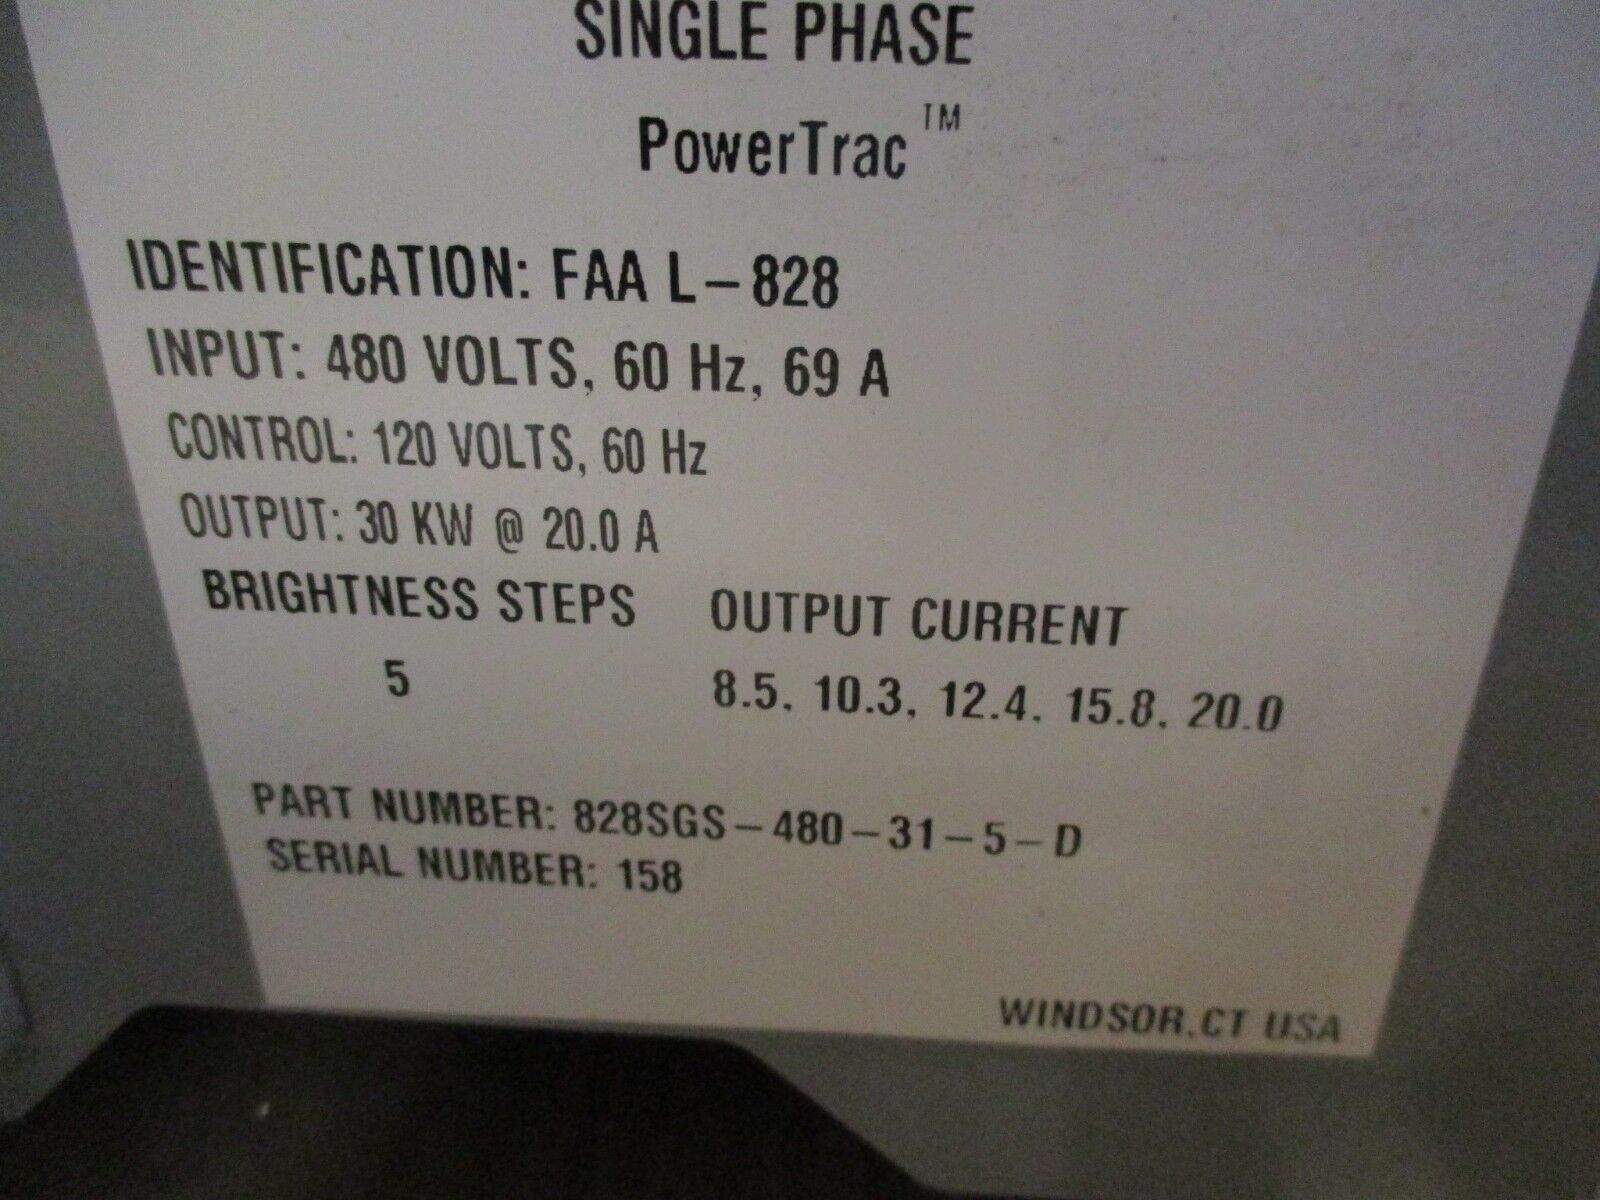 SINGLE PHASE
PowerTrac™
IDENTIFICATION: FAA L-828
INPUT: 480 VOLTS, 60 Hz, 69 A
CONTROL: 120 VOLTS, 60 Hz
OUTPUT: 30 KW @ 20.0 A
BRIGHTNESS STEPS OUTPUT CURRENT
5 8.5, 10.3, 12.4, 15.8, 20.0
PART NUMBER: 828SGS-480-31-5-D
SERIAL NUMBER: 158
WINDSOR, CT USA